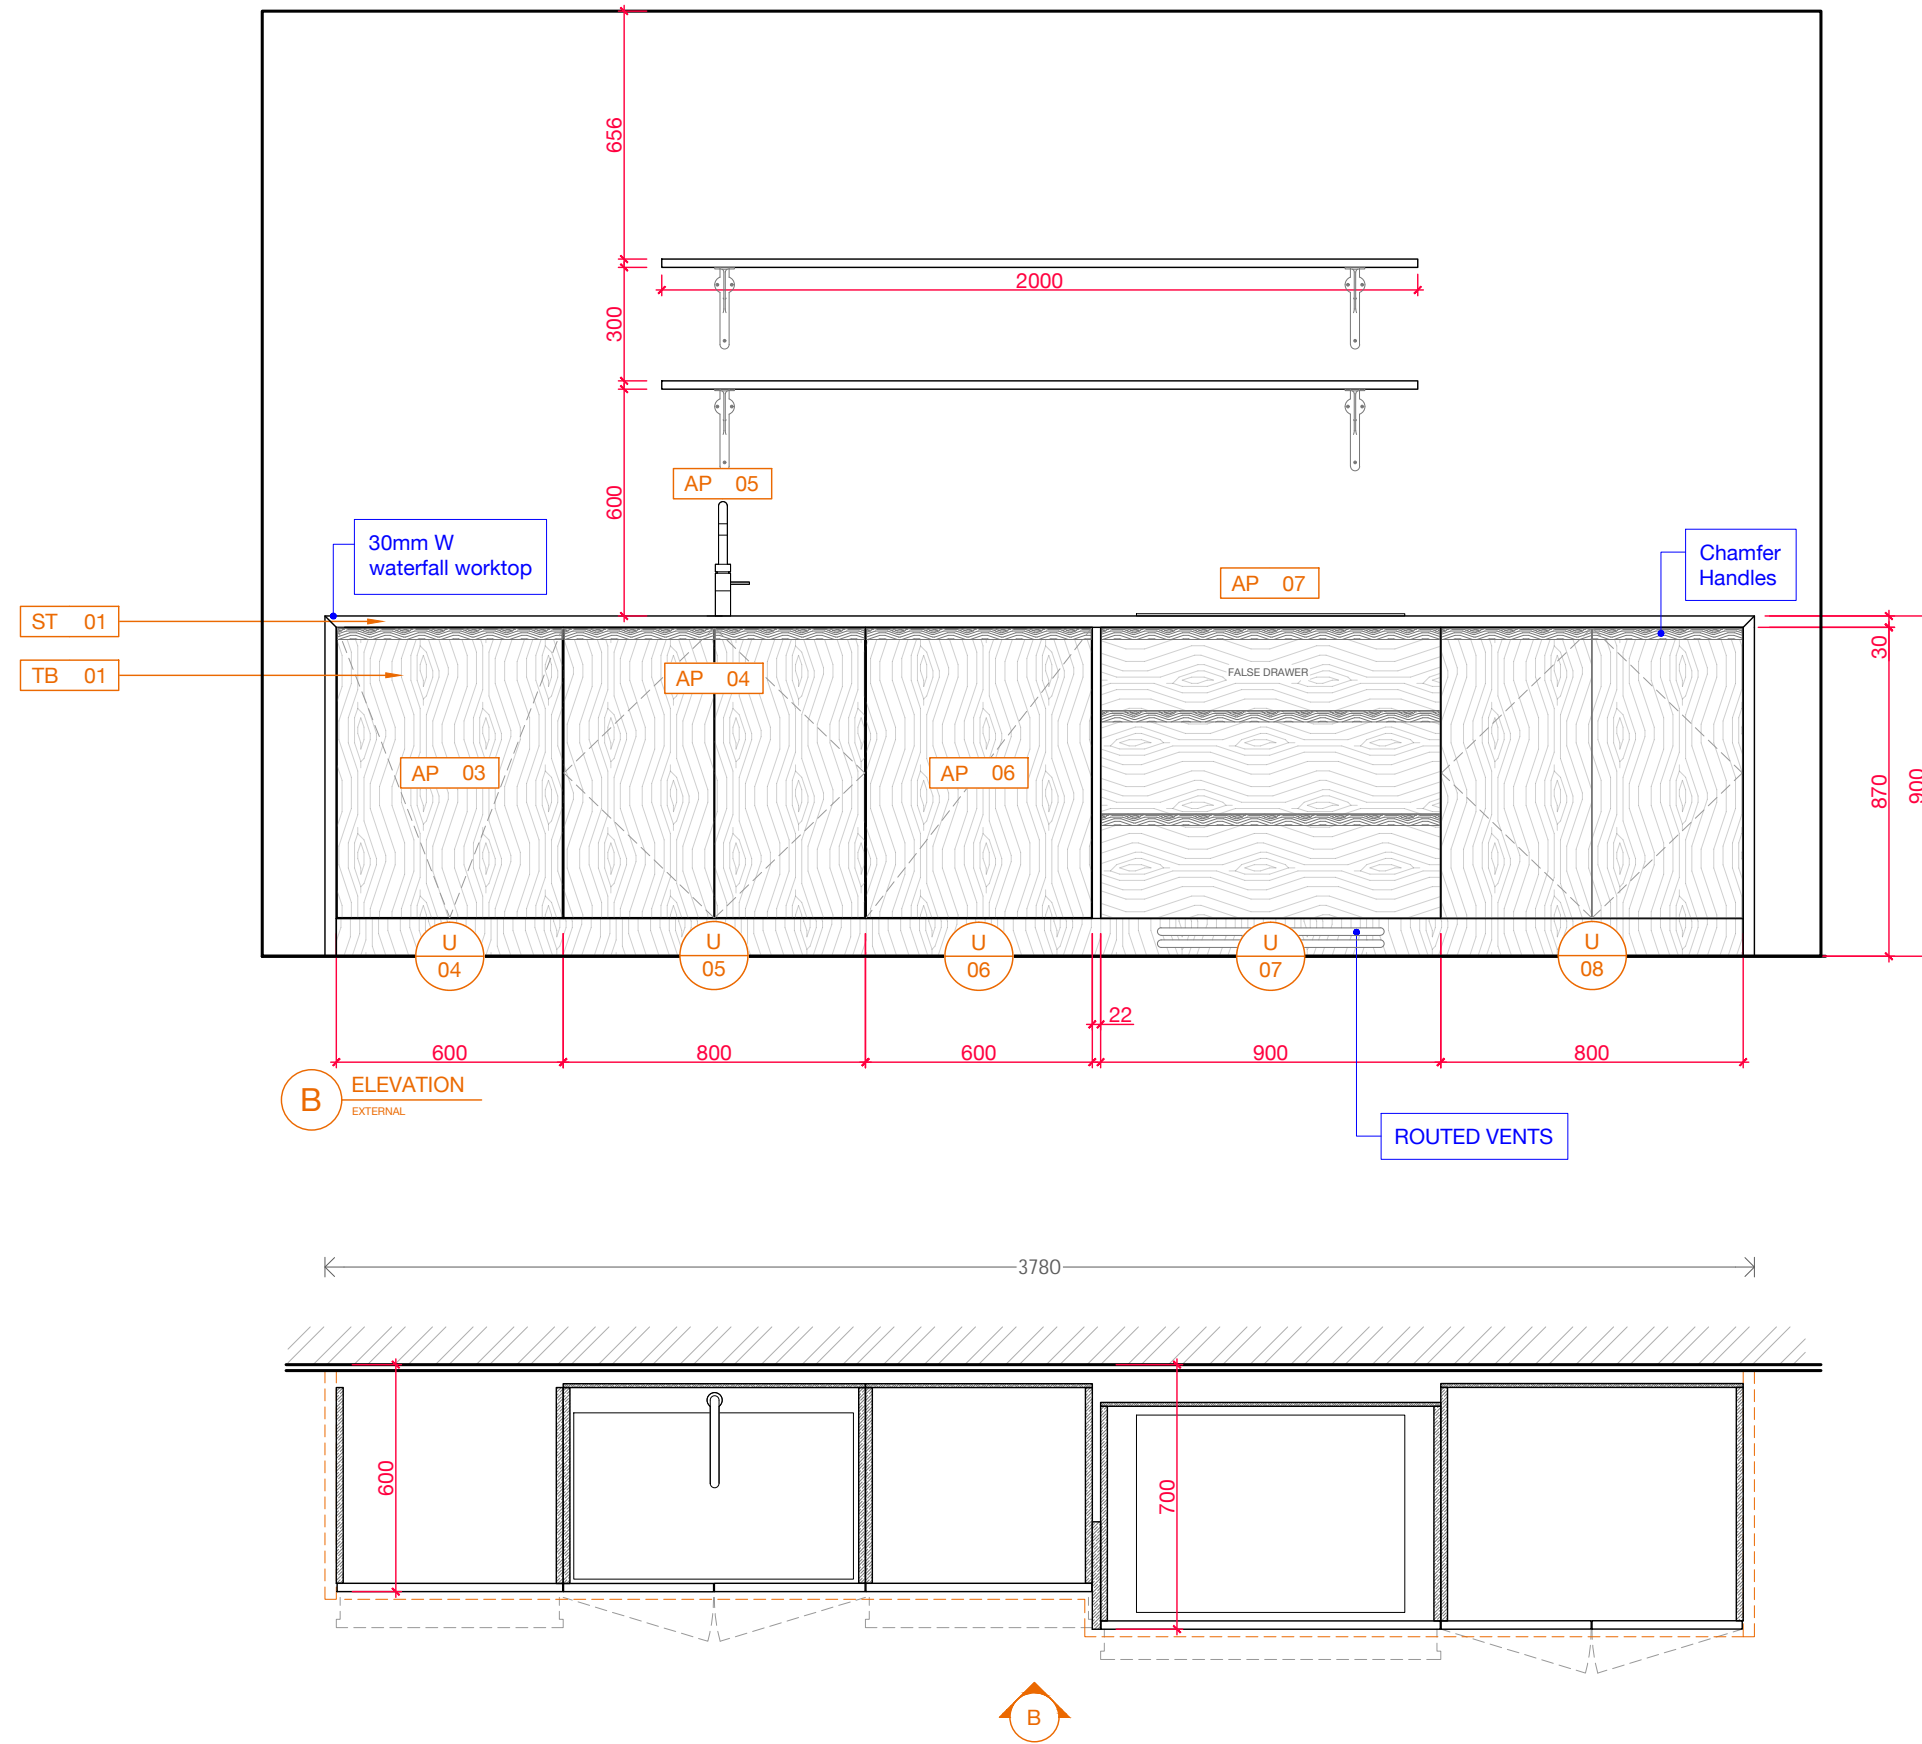 656
2000
300
600
AP 05
30mm W
waterfall worktop
Chamfer
Handles
AP 07
ST 01
TB 01
FALSE DRAWER
AP 04
AP 03
AP 06
30
870
900
U
04
U
05
U
06
U
07
U
08
22
600
800
600
900
800
B
ELEVATION
EXTERNAL
ROUTED VENTS
3780
600
700
B